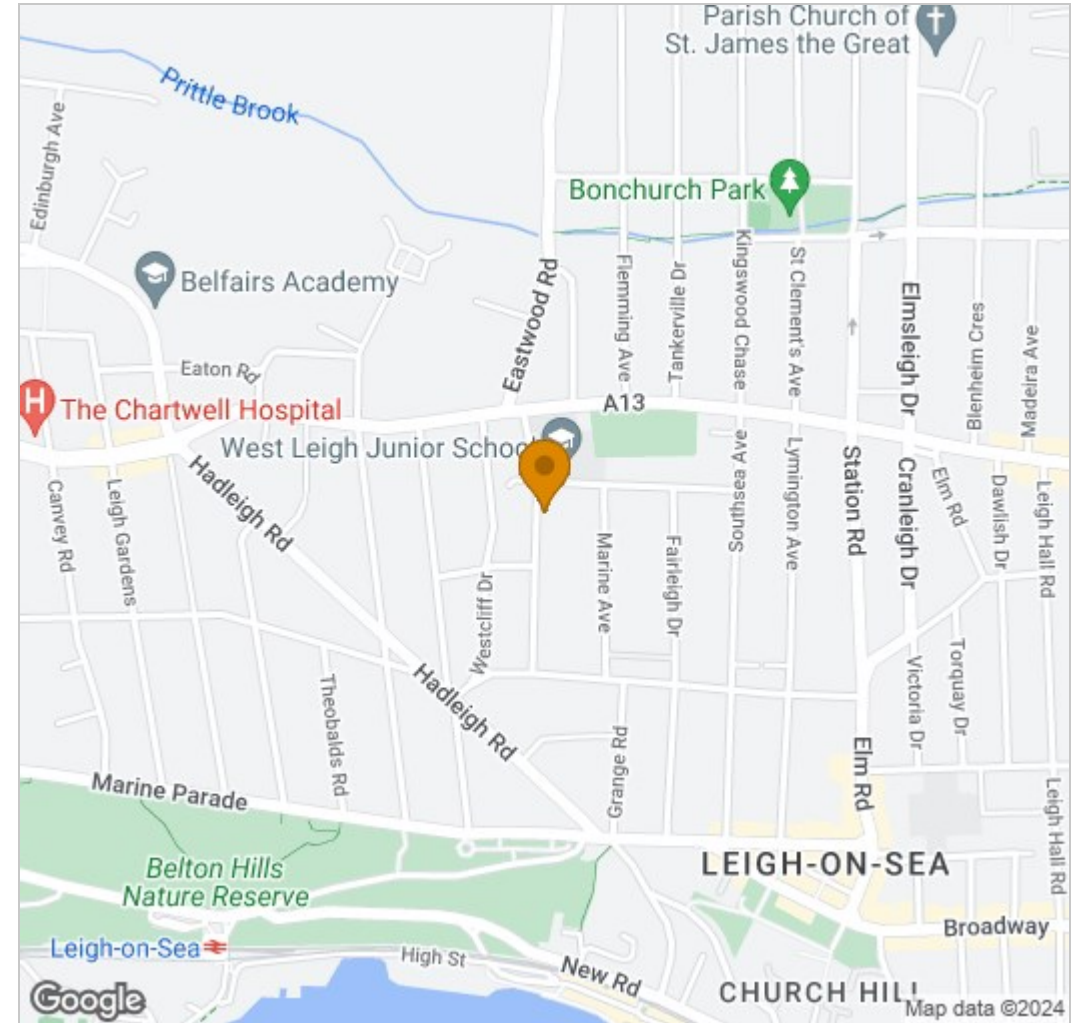 Parish Church of
St. James the Great
Prittle Brook
Edinburgh Ave
Bonchurch Park
Belfairs Academy
Eastwood Rd
Flemming Ave
Tankerville Dr
Kingswood Chase
St Clement's Ave
Elmsleigh Dr
Blenheim Cres
Madeira Ave
Eaton Rd
H
The Chartwell Hospital
A13
West Leigh Junior School
Hadleigh Rd
Canvey Rd
Leigh Gardens
Southsea Ave
Lymington Ave
Station Rd
Cranleigh Dr
Elm Rd
Dawlish Dr
Leigh Hall Rd
Westcliff Dr
Marine Ave
Fairleigh Dr
Theobalds Rd
Hadleigh Rd
Victoria Dr
Torquay Dr
Grange Rd
Elm Rd
Leigh Hall Rd
Marine Parade
Belton Hills
Nature Reserve
LEIGH-ON-SEA
Broadway
Leigh-on-Sea
High St
New Rd
CHURCH HILL
Google
Map data ©2024